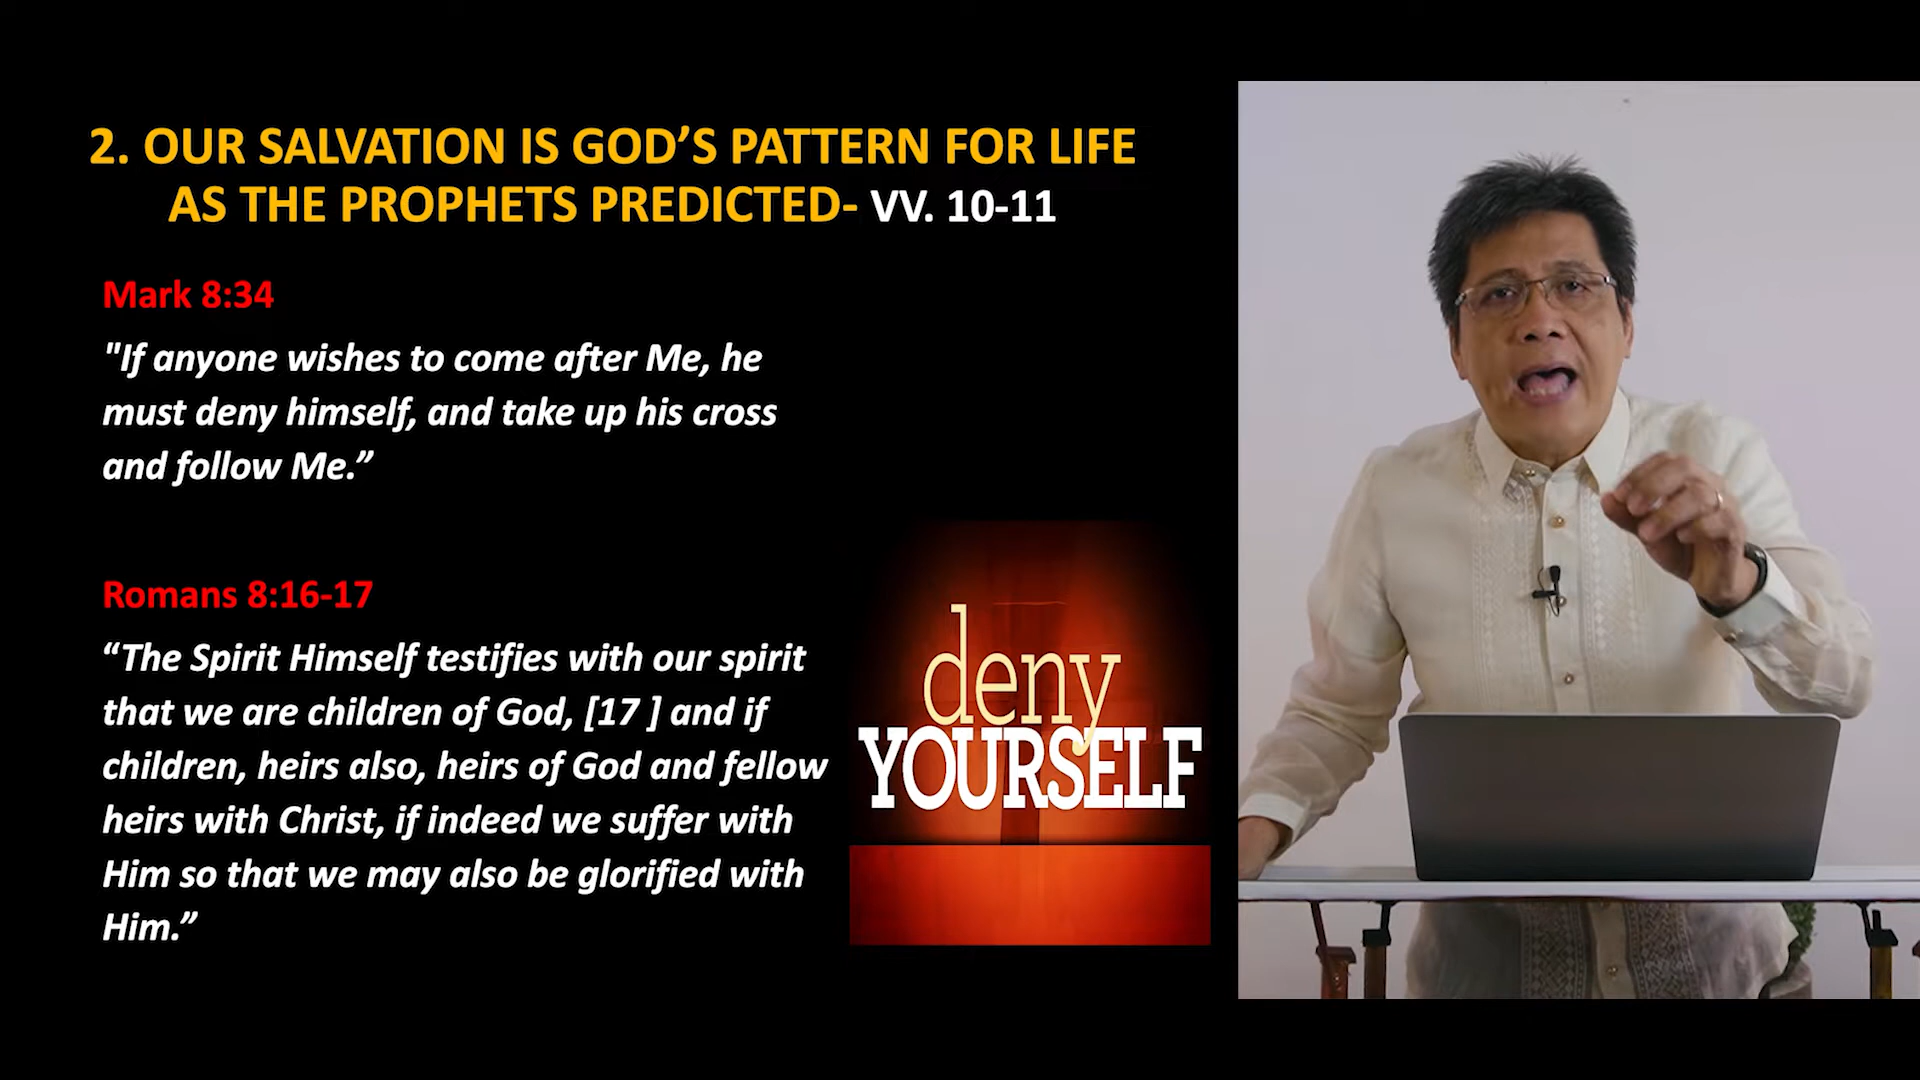 2. OUR SALVATION IS GOD’S PATTERN FOR LIFE
AS THE PROPHETS PREDICTED- VV. 10-11
Mark 8:34
"If anyone wishes to come after Me, he
must deny himself, and take up his cross
and follow Me.”
Romans 8:16-17
“The Spirit Himself testifies with our spirit
that we are children of God, [17 ] and if
children, heirs also, heirs of God and fellow
heirs with Christ, if indeed we suffer with
Him so that we may also be glorified with
Him.”
deny
YOURSELF